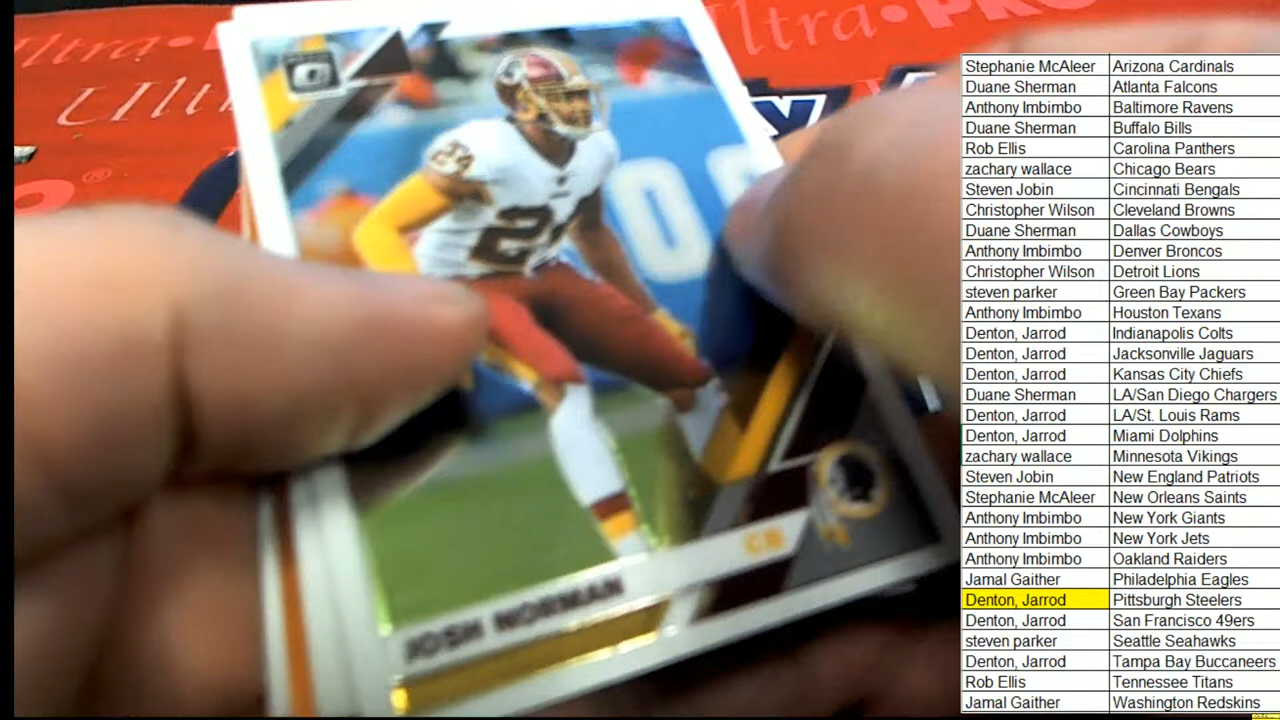 ltra•PRO
ltra•
Ultr
RO®
24
24
JOSH NORMAN
CB
Stephanie McAleer Arizona Cardinals
Duane Sherman Atlanta Falcons
Anthony Imbimbo Baltimore Ravens
Duane Sherman Buffalo Bills
Rob Ellis Carolina Panthers
zachary wallace Chicago Bears
Steven Jobin Cincinnati Bengals
Christopher Wilson Cleveland Browns
Duane Sherman Dallas Cowboys
Anthony Imbimbo Denver Broncos
Christopher Wilson Detroit Lions
steven parker Green Bay Packers
Anthony Imbimbo Houston Texans
Denton, Jarrod Indianapolis Colts
Denton, Jarrod Jacksonville Jaguars
Denton, Jarrod Kansas City Chiefs
Duane Sherman LA/San Diego Chargers
Denton, Jarrod LA/St. Louis Rams
Denton, Jarrod Miami Dolphins
zachary wallace Minnesota Vikings
Steven Jobin New England Patriots
Stephanie McAleer New Orleans Saints
Anthony Imbimbo New York Giants
Anthony Imbimbo New York Jets
Anthony Imbimbo Oakland Raiders
Jamal Gaither Philadelphia Eagles
Denton, Jarrod Pittsburgh Steelers
Denton, Jarrod San Francisco 49ers
steven parker Seattle Seahawks
Denton, Jarrod Tampa Bay Buccaneers
Rob Ellis Tennessee Titans
Jamal Gaither Washington Redskins